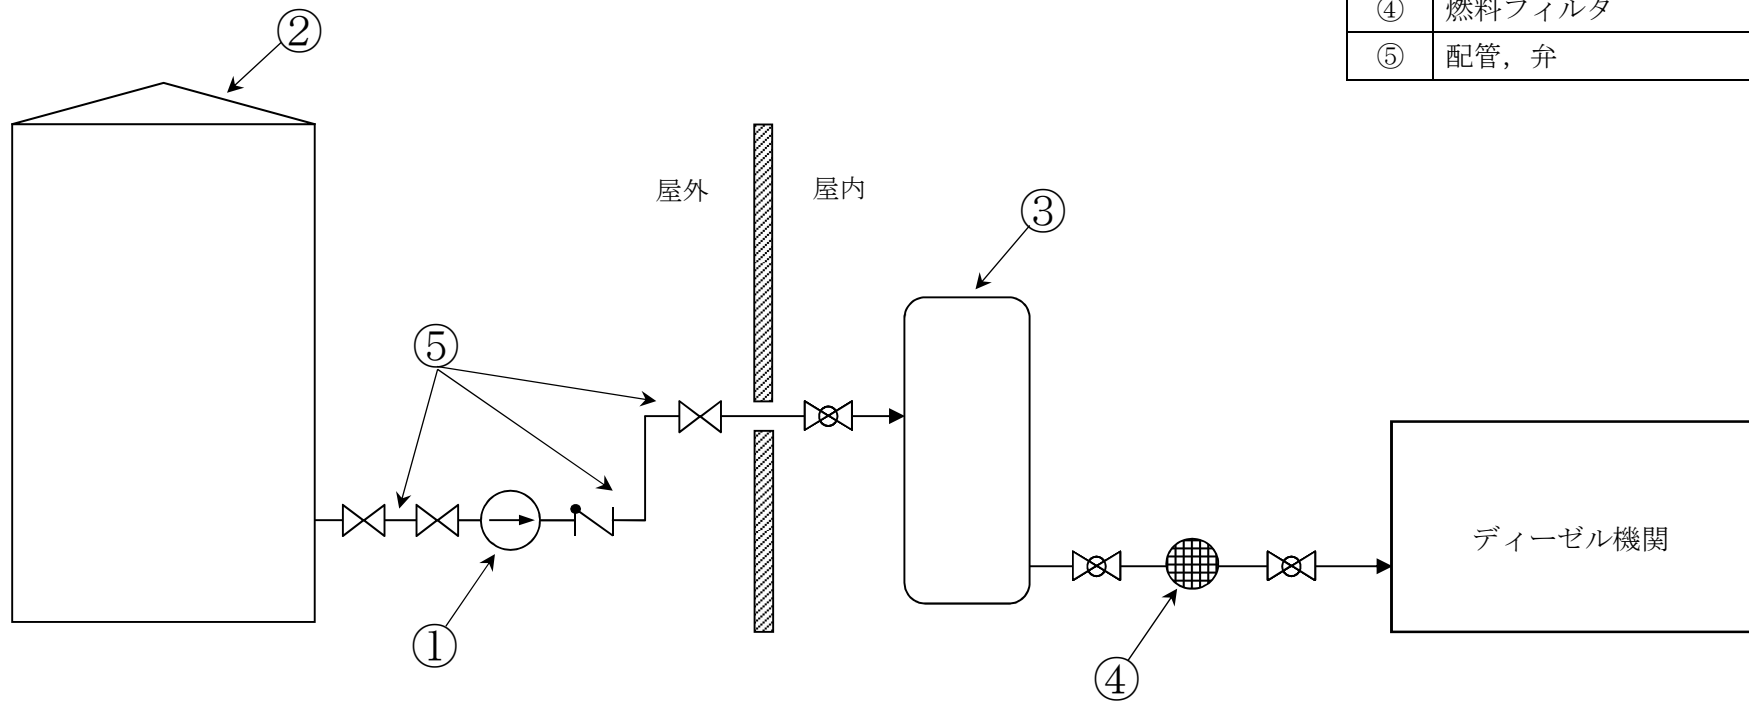 ④ 燃料フィルタ
⑤ 配管，弁
②
屋外
屋内
③
⑤
ディーゼル機関
①
④